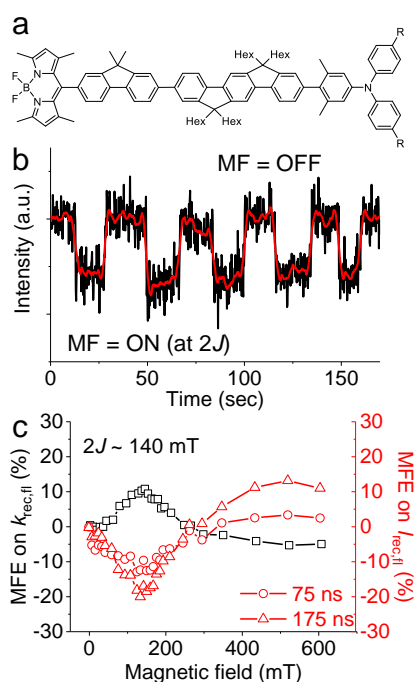 a
R
Hex Hex
F
F
B
N
N
N
Hex Hex
R
b
MF = OFF
Intensity (a.u.)
MF = ON (at 2J)
0 50 100 150
Time (sec)
c
30 30
20 20
10 10
0 0
-10 -10
-20 -20
-30 -30
2J ~ 140 mT
MFE on k rec,fl (%)
MFE on I rec,fl (%)
75 ns
175 ns
0 200 400 600
Magnetic field (mT)